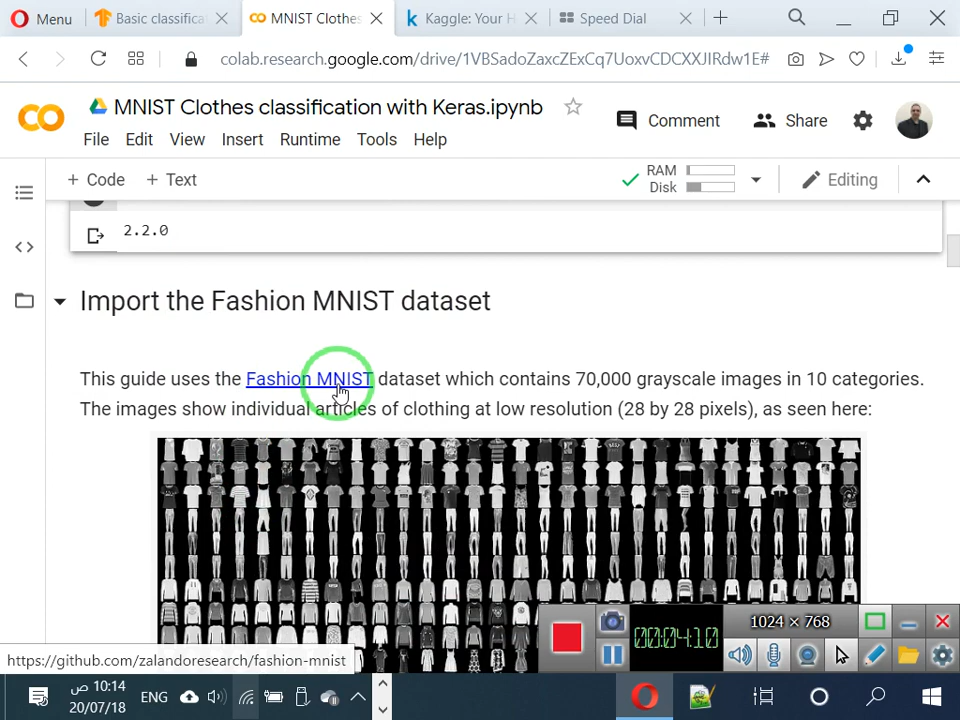 Menu
Basic classifica
MNIST Clothes
Kaggle: Your H
Speed Dial
colab.research.google.com/drive/1VBSadoZaxcZExCq7UoxvCDCXXJIRdw1E#
MNIST Clothes classification with Keras.ipynb
Comment
Share
File Edit View Insert Runtime Tools Help
+ Code + Text
RAM
Disk
Editing
2.2.0
Import the Fashion MNIST dataset
This guide uses the Fashion MNIST dataset which contains 70,000 grayscale images in 10 categories.
The images show individual articles of clothing at low resolution (28 by 28 pixels), as seen here:
1024 × 768
00:04:10
https://github.com/zalandoresearch/fashion-mnist
10:14 ص
20/07/18
ENG